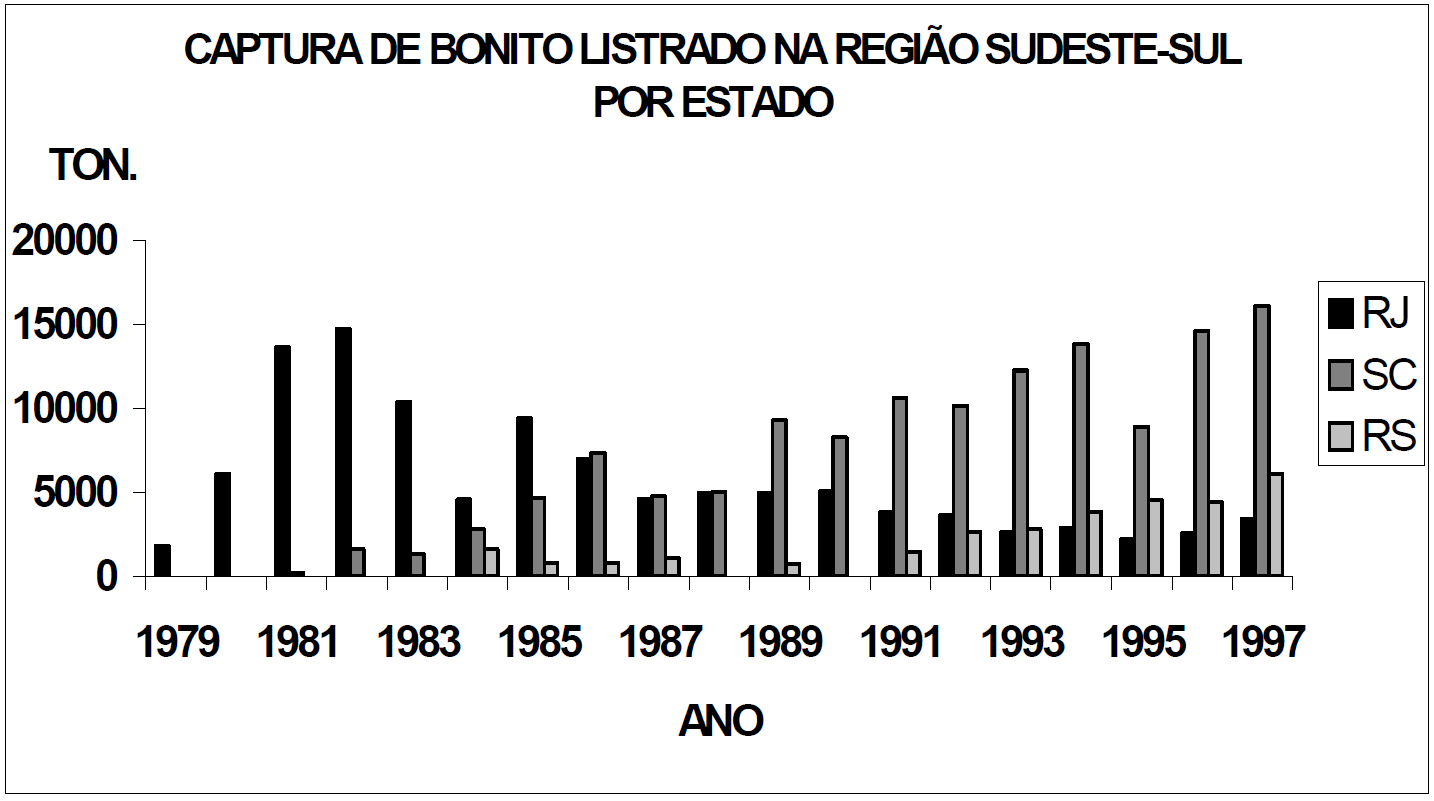 CAPTURA DE BONITO LISTRADO NA REGIÃO SUDESTE-SUL
POR ESTADO
TON.
20000
15000
10000
5000
0
1979 1981 1983 1985 1987 1989 1991 1993 1995 1997
ANO
RJ
SC
RS